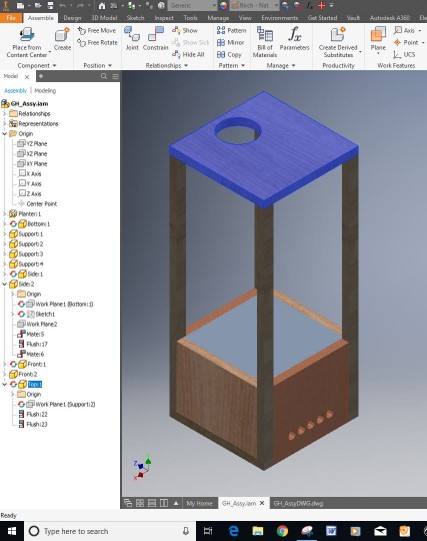 Generic
Birch - Nat
File
Assemble
Design
3D Model
Sketch
Inspect
Tools
Manage
View
Environments
Get Started
Vault
Autodesk A360
Place from
Content Center
Create
Free Move
Free Rotate
Joint
Constrain
Show
Show Sick
Hide All
Pattern
Mirror
Copy
Bill of
Materials
Parameters
Create Derived
Substitutes
Plane
Axis
Point
UCS
Component
Position
Relationships
Pattern
Manage
Productivity
Work Features
Model
Assembly | Modeling
GH_Assy.iam
Relationships
Representations
Origin
YZ Plane
XZ Plane
XY Plane
X Axis
Y Axis
Z Axis
Center Point
Planter:1
Bottom:1
Support:1
Support:2
Support:3
Support:4
Side:1
Side:2
Origin
Work Plane1 (Bottom:1)
Sketch1
Work Plane2
Mate:5
Flush:17
Mate:6
Front:1
Front:2
Top:1
Origin
Work Plane1 (Support:2)
Flush:22
Flush:23
Z
Y
X
My Home
GH_Assy.iam
GH_AssyDWG.dwg
Ready
Type here to search